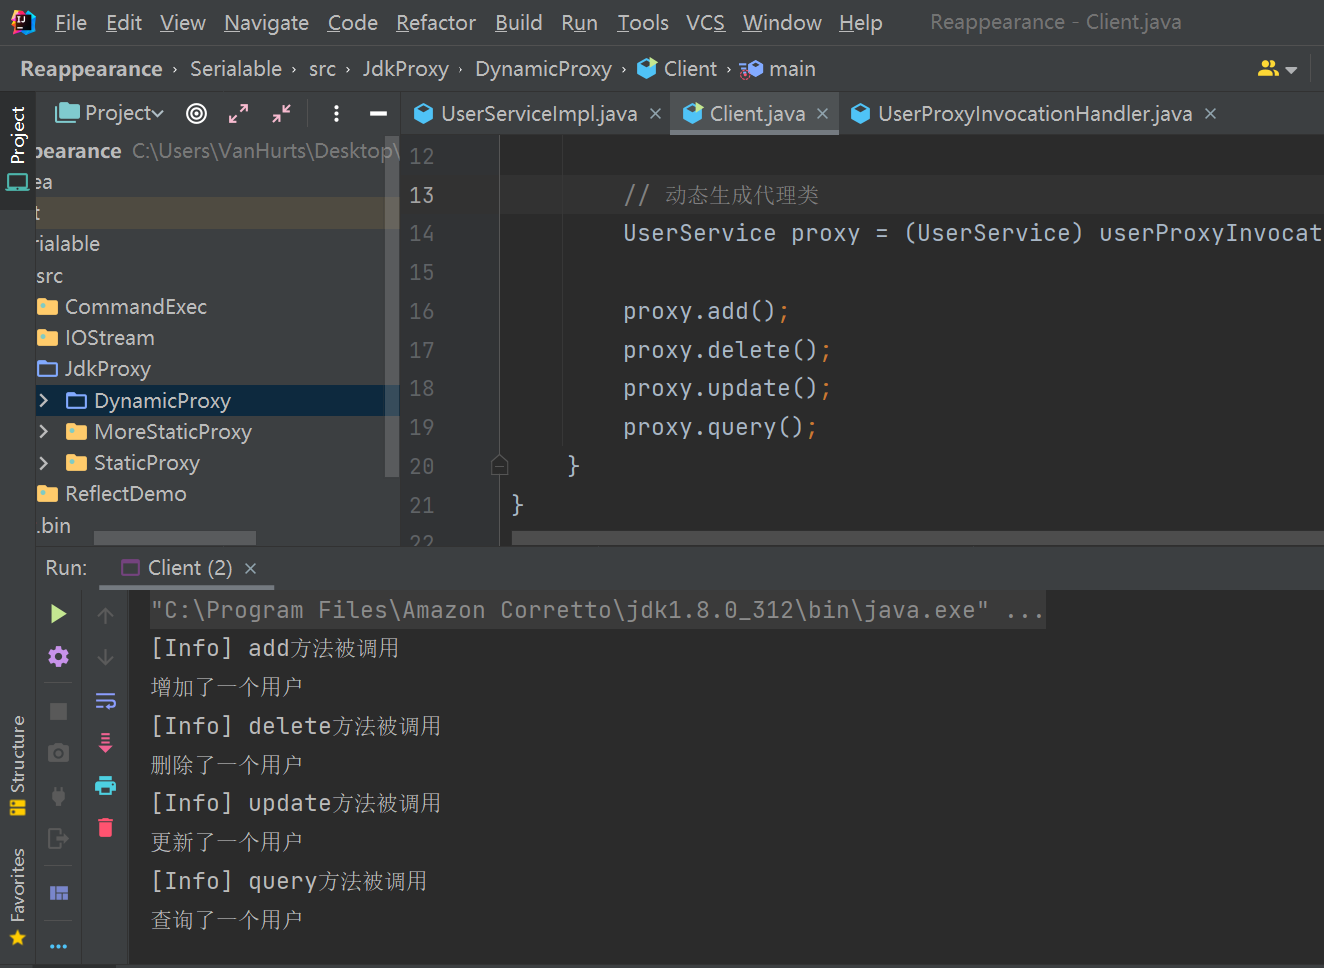 File Edit View Navigate Code Refactor Build Run Tools VCS Window Help Reappearance - Client.java
Reappearance › Serialable › src › JdkProxy › DynamicProxy › Client › main
Project
Project
UserServiceImpl.java
Client.java
UserProxyInvocationHandler.java
pearance C:\Users\VanHurts\Desktop\
ea
t
rialable
src
CommandExec
IOStream
JdkProxy
DynamicProxy
MoreStaticProxy
StaticProxy
ReflectDemo
.bin
12
13 // 动态生成代理类
14 UserService proxy = (UserService) userProxyInvocat
15
16 proxy.add();
17 proxy.delete();
18 proxy.update();
19 proxy.query();
20 }
21 }
22
Run: Client (2)
"C:\Program Files\Amazon Corretto\jdk1.8.0_312\bin\java.exe" ...
[Info] add方法被调用
增加了一个用户
[Info] delete方法被调用
删除了一个用户
[Info] update方法被调用
更新了一个用户
[Info] query方法被调用
查询了一个用户
Structure
Favorites